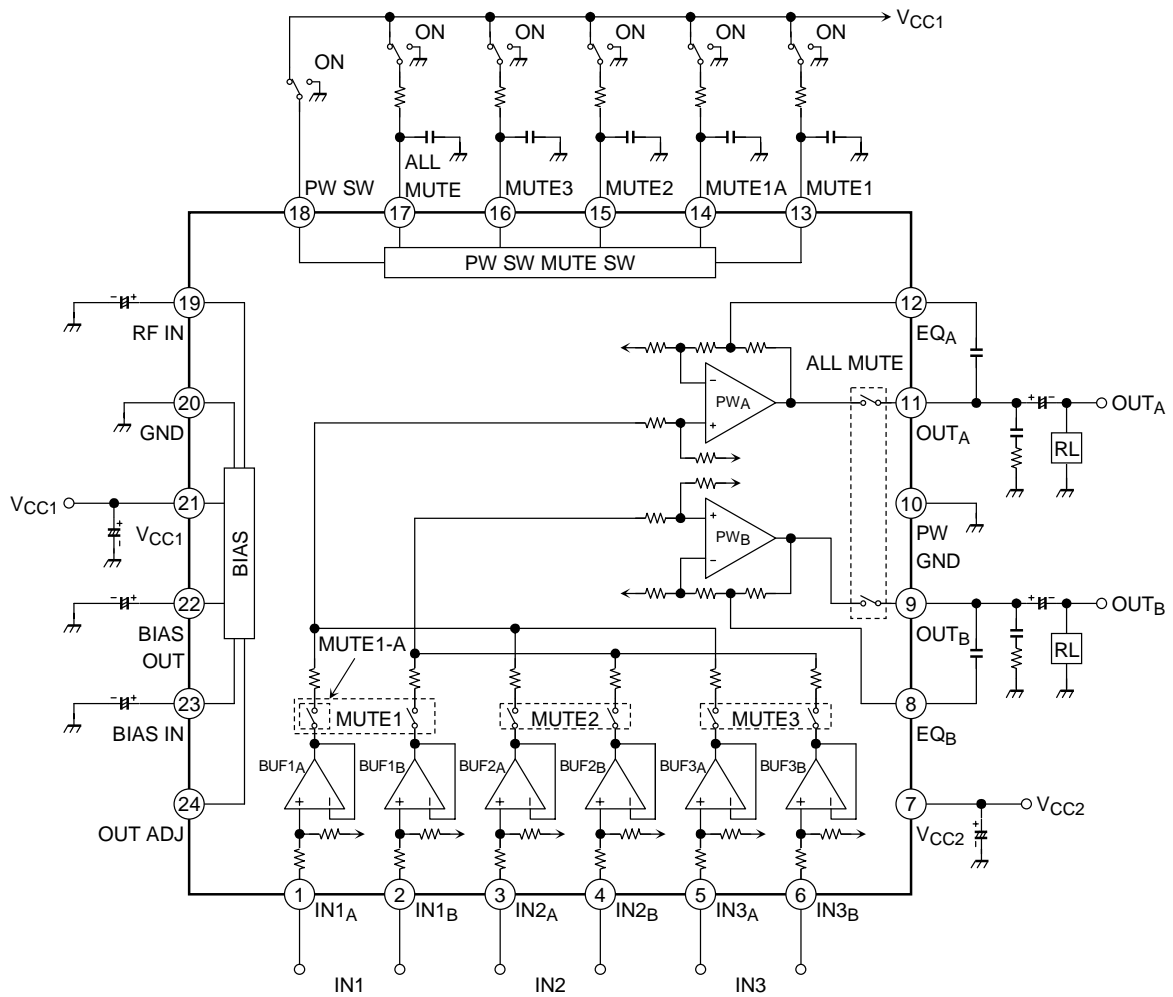 VCC1
ON ON ON ON ON
ON
PW SW
ALL
MUTE
MUTE3
MUTE2
MUTE1A
MUTE1
18 17 16 15 14 13
PW SW MUTE SW
19
RF IN
12
EQA
ALL MUTE
PWA
− +
20
GND
11
OUTA
+ −
OUTA
RL
VCC1
21
VCC1
BIAS
10
PW
GND
PWB
+ −
22
BIAS
OUT
9
OUTB
+ −
OUTB
RL
MUTE1-A
23
BIAS IN
MUTE1
MUTE2
MUTE3
8
EQB
BUF1A
BUF1B
BUF2A
BUF2B
BUF3A
BUF3B
+ − + − + − + − + − + −
24
OUT ADJ
7
VCC2
VCC2
1 IN1A
2 IN1B
3 IN2A
4 IN2B
5 IN3A
6 IN3B
IN1
IN2
IN3